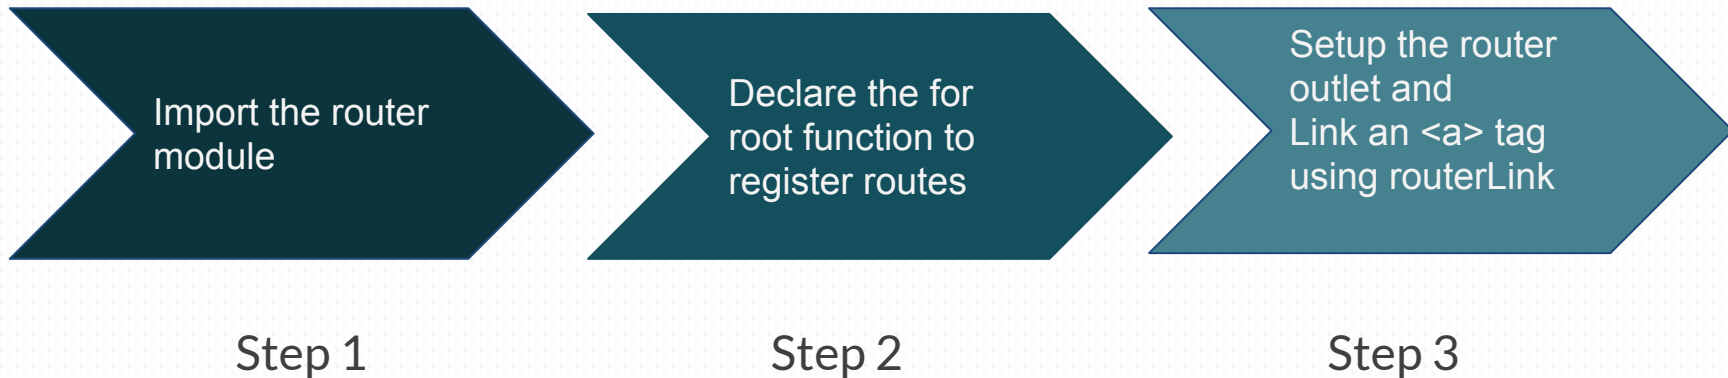 Import the router
module
Declare the for
root function to
register routes
Setup the router
outlet and
Link an <a> tag
using routerLink
Step 1
Step 2
Step 3